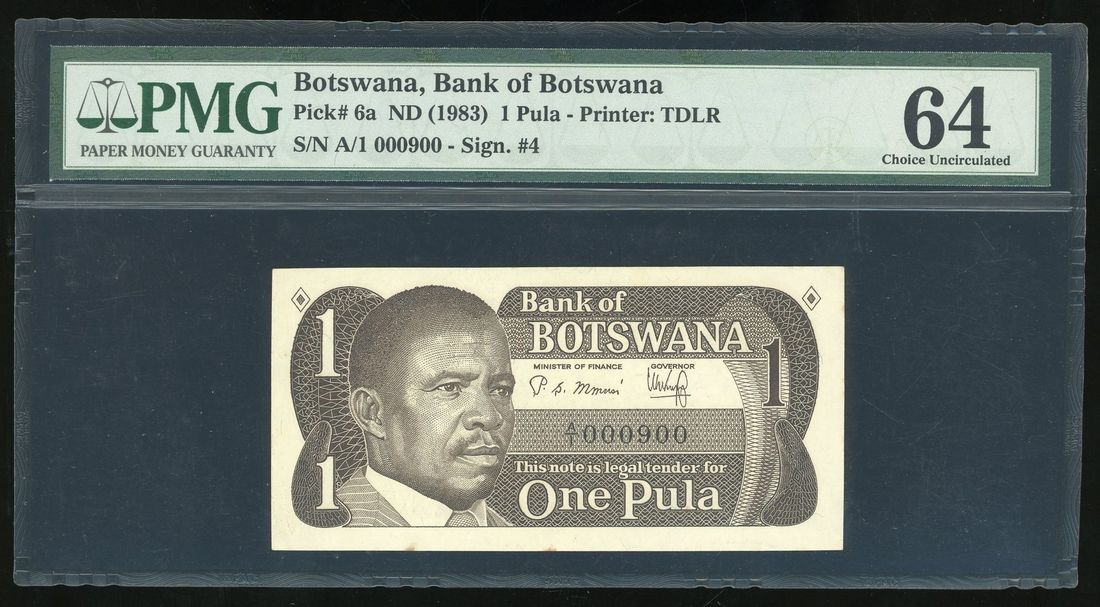 PMG
PAPER MONEY GUARANTY
Botswana, Bank of Botswana
Pick# 6a ND (1983) 1 Pula - Printer: TDLR
S/N A/1 000900 - Sign. #4
64
Choice Uncirculated
1
Bank of
BOTSWANA
MINISTER OF FINANCE GOVERNOR
P. S. Mmusi
1
A/1 000900
This note is legal tender for
1
One Pula